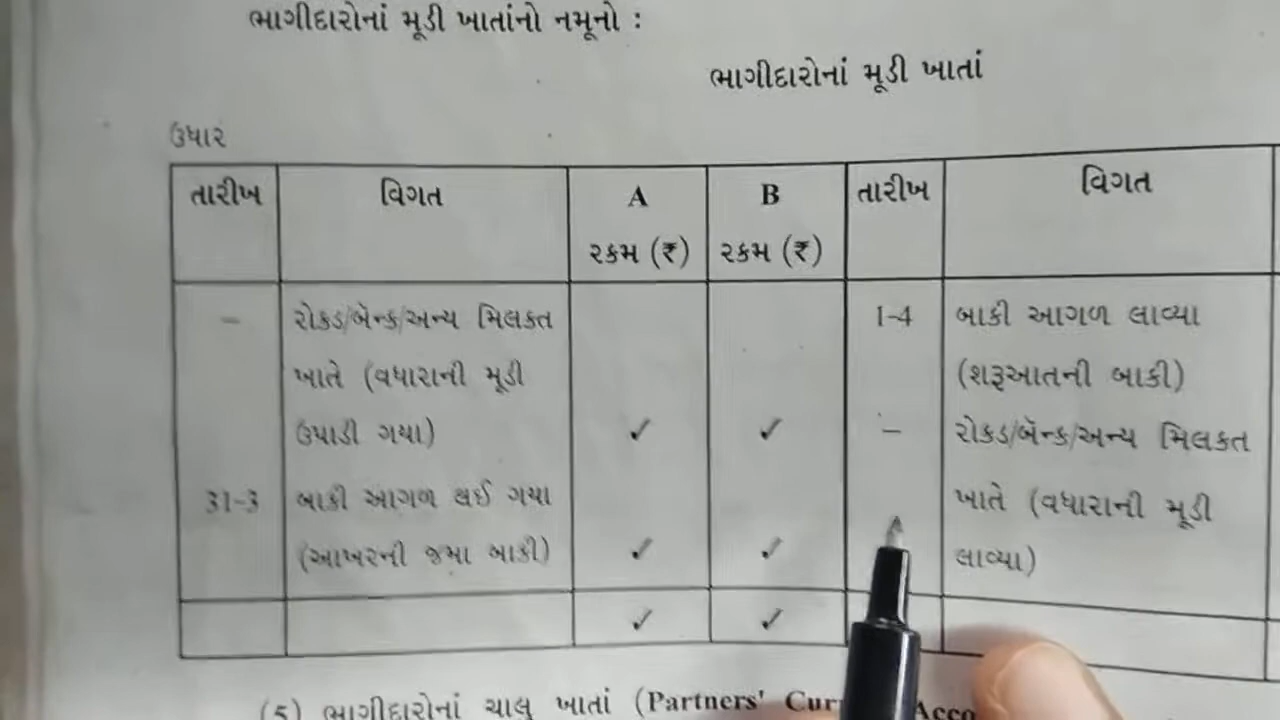 ભાગીદારોનાં મૂડી ખાતાંનો નમૂનો :
ભાગીદારોનાં મૂડી ખાતાં
ઉધાર
તારીખ વિગત A B તારીખ વિગત
રકમ (₹) રકમ (₹)
– રોકડ/બૅન્ક/અન્ય મિલકત 1-4 બાકી આગળ લાવ્યા
ખાતે (વધારાની મૂડી (શરૂઆતની બાકી)
ઉપાડી ગયા) ✓ ✓ – રોકડ/બૅન્ક/અન્ય મિલકત
31-3 બાકી આગળ લઈ ગયા ખાતે (વધારાની મૂડી
(આખરની જમા બાકી) ✓ ✓ લાવ્યા)
✓ ✓
(5) ભાગીદારોનાં ચાલુ ખાતાં (Partners'